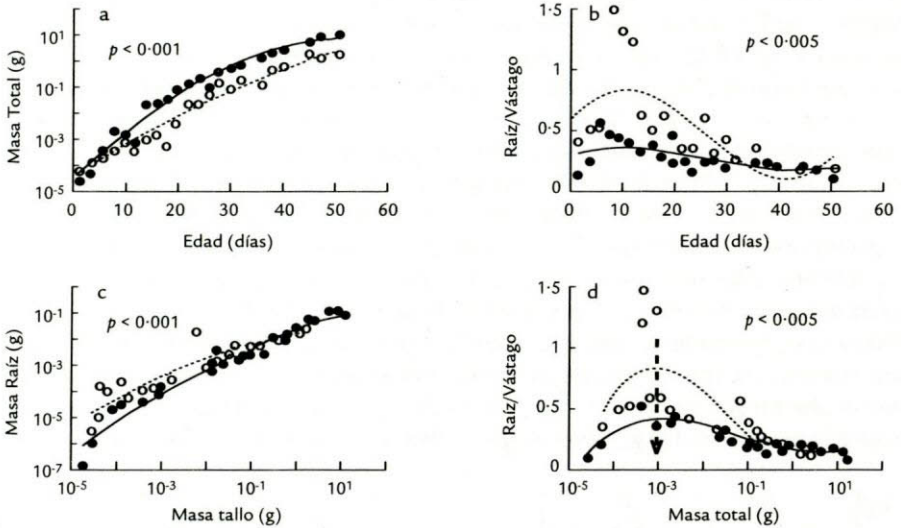 a
p < 0·001
Masa Total (g)
10¹
10⁻¹
10⁻³
10⁻⁵
0 10 20 30 40 50 60
Edad (días)
b
p < 0·005
Raíz/Vástago
1·5
1
0·5
0
0 10 20 30 40 50 60
Edad (días)
c
p < 0·001
Masa Raíz (g)
10⁻¹
10⁻³
10⁻⁵
10⁻⁷
10⁻⁵ 10⁻³ 10⁻¹ 10¹
Masa tallo (g)
d
p < 0·005
Raíz/Vástago
1·5
1
0·5
0
10⁻⁵ 10⁻³ 10⁻¹ 10¹
Masa total (g)